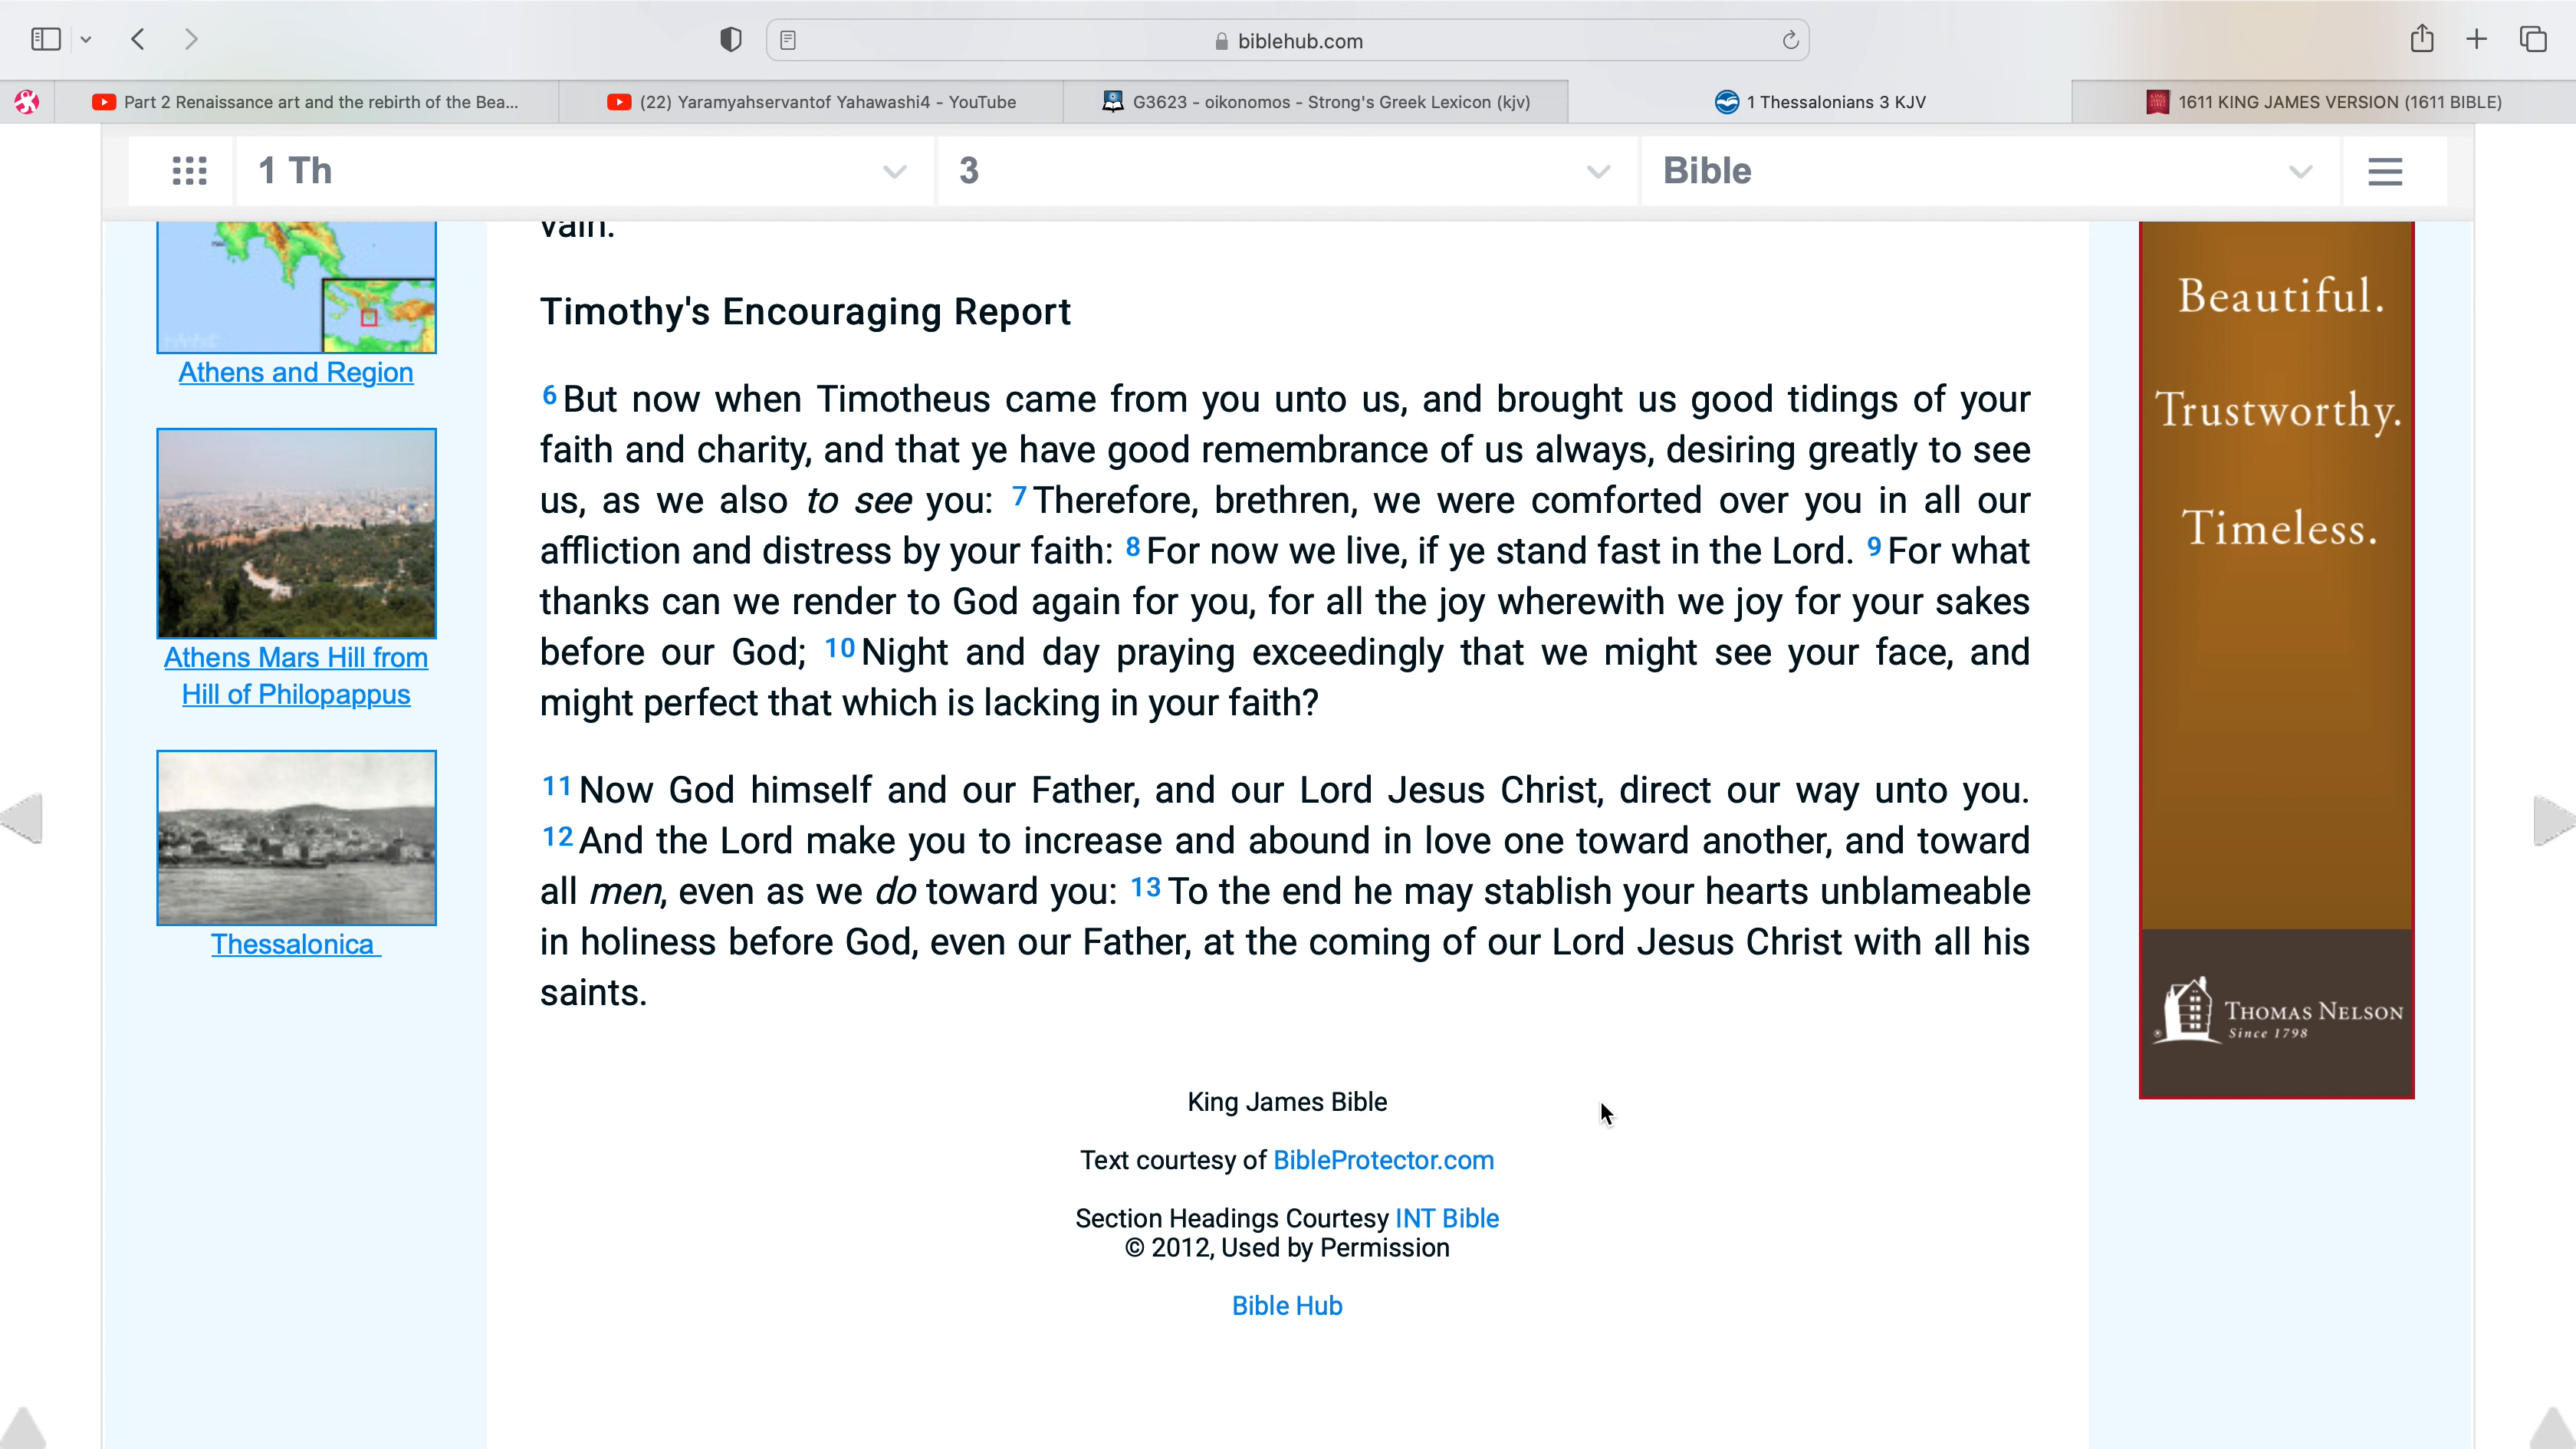 biblehub.com
Part 2 Renaissance art and the rebirth of the Bea...
(22) Yaramyahservantof Yahawashi4 - YouTube
G3623 - oikonomos - Strong's Greek Lexicon (kjv)
1 Thessalonians 3 KJV
1611 KING JAMES VERSION (1611 BIBLE)
1 Th
3
Bible
vain.
Timothy's Encouraging Report
6 But now when Timotheus came from you unto us, and brought us good tidings of your
faith and charity, and that ye have good remembrance of us always, desiring greatly to see
us, as we also to see you: 7 Therefore, brethren, we were comforted over you in all our
affliction and distress by your faith: 8 For now we live, if ye stand fast in the Lord. 9 For what
thanks can we render to God again for you, for all the joy wherewith we joy for your sakes
before our God; 10 Night and day praying exceedingly that we might see your face, and
might perfect that which is lacking in your faith?
11 Now God himself and our Father, and our Lord Jesus Christ, direct our way unto you.
12 And the Lord make you to increase and abound in love one toward another, and toward
all men, even as we do toward you: 13 To the end he may stablish your hearts unblameable
in holiness before God, even our Father, at the coming of our Lord Jesus Christ with all his
saints.
King James Bible
Text courtesy of BibleProtector.com
Section Headings Courtesy INT Bible
© 2012, Used by Permission
Bible Hub
Athens and Region
Athens Mars Hill from
Hill of Philopappus
Thessalonica
Beautiful.
Trustworthy.
Timeless.
THOMAS NELSON
Since 1798